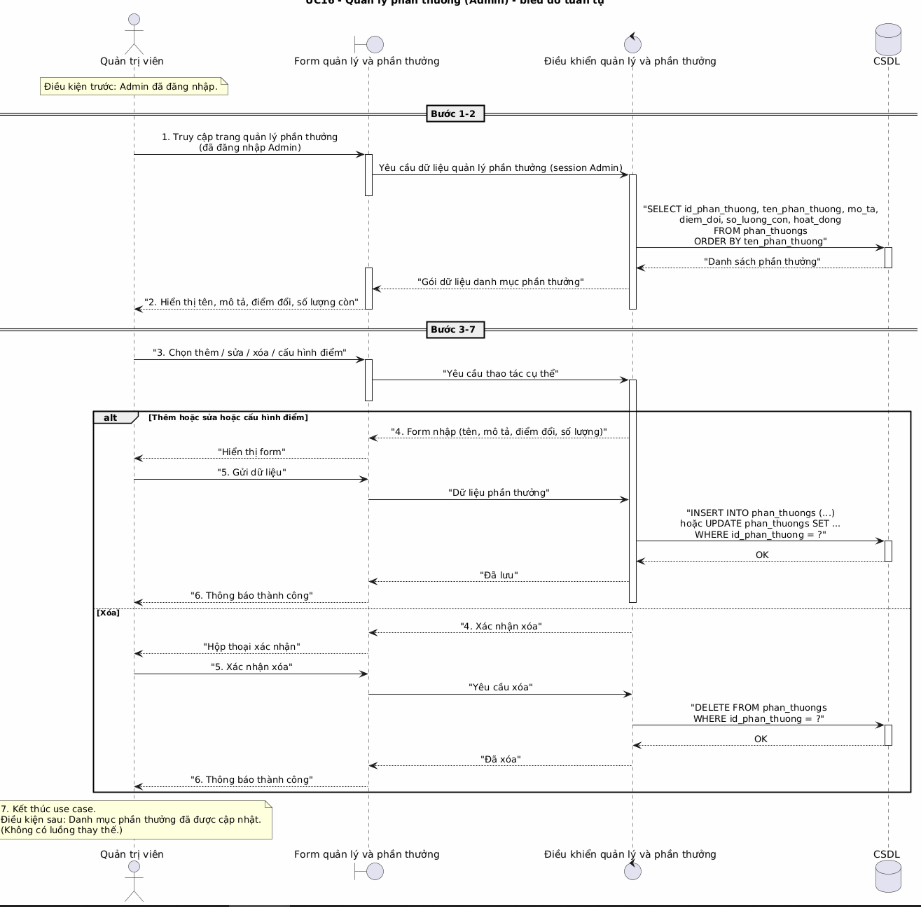 UC16 - Quản lý phần thưởng (Admin) - biểu đồ tuần tự
Quản trị viên
Form quản lý và phần thưởng
Điều khiển quản lý và phần thưởng
CSDL
Điều kiện trước: Admin đã đăng nhập.
Bước 1-2
1. Truy cập trang quản lý phần thưởng
(đã đăng nhập Admin)
Yêu cầu dữ liệu quản lý phần thưởng (session Admin)
"SELECT id_phan_thuong, ten_phan_thuong, mo_ta,
diem_doi, so_luong_con, hoat_dong
FROM phan_thuongs
ORDER BY ten_phan_thuong"
"Danh sách phần thưởng"
"Gói dữ liệu danh mục phần thưởng"
"2. Hiển thị tên, mô tả, điểm đổi, số lượng còn"
Bước 3-7
"3. Chọn thêm / sửa / xóa / cấu hình điểm"
"Yêu cầu thao tác cụ thể"
alt [Thêm hoặc sửa hoặc cấu hình điểm]
"4. Form nhập (tên, mô tả, điểm đổi, số lượng)"
"Hiển thị form"
"5. Gửi dữ liệu"
"Dữ liệu phần thưởng"
"INSERT INTO phan_thuongs (...)
hoặc UPDATE phan_thuongs SET ...
WHERE id_phan_thuong = ?"
OK
"Đã lưu"
"6. Thông báo thành công"
[Xóa]
"4. Xác nhận xóa"
"Hộp thoại xác nhận"
"5. Xác nhận xóa"
"Yêu cầu xóa"
"DELETE FROM phan_thuongs
WHERE id_phan_thuong = ?"
OK
"Đã xóa"
"6. Thông báo thành công"
7. Kết thúc use case.
Điều kiện sau: Danh mục phần thưởng đã được cập nhật.
(Không có luồng thay thế.)
Quản trị viên
Form quản lý và phần thưởng
Điều khiển quản lý và phần thưởng
CSDL